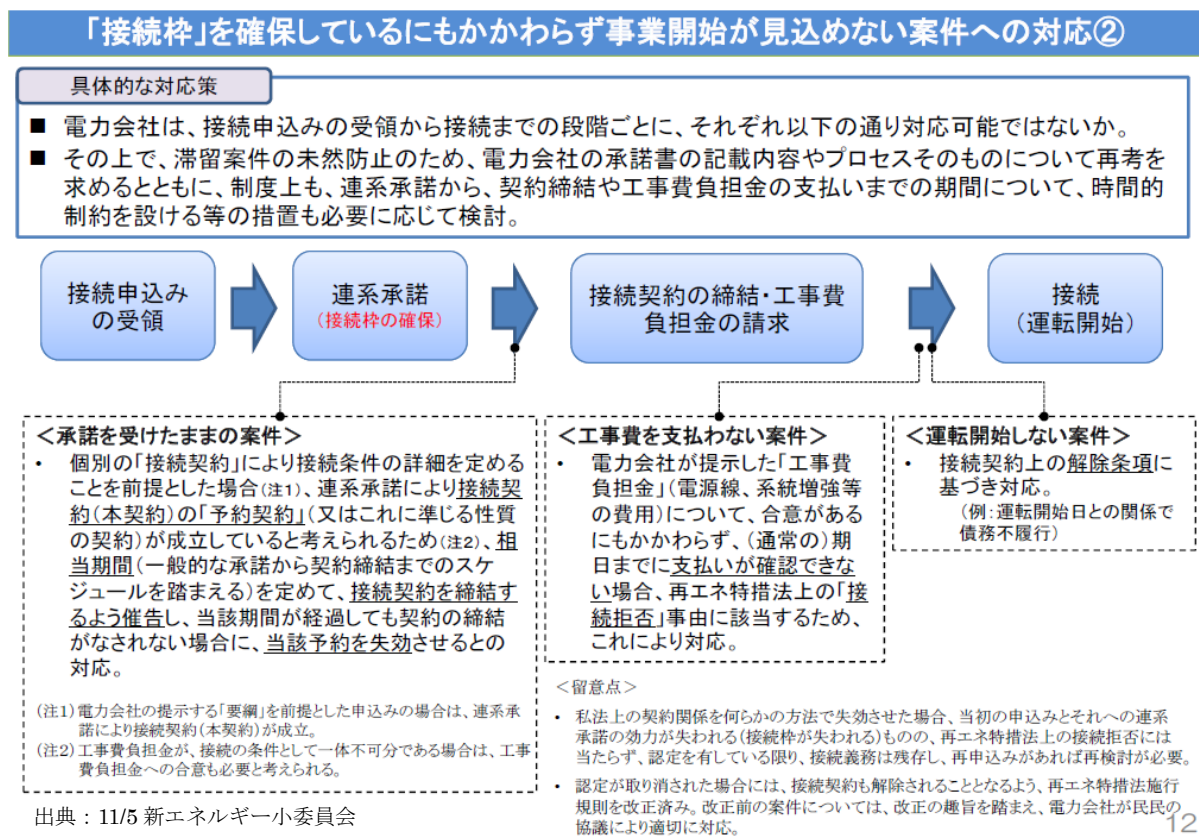 「接続枠」を確保しているにもかかわらず事業開始が見込めない案件への対応②
具体的な対応策
■ 電力会社は、接続申込みの受領から接続までの段階ごとに、それぞれ以下の通り対応可能ではないか。
■ その上で、滞留案件の未然防止のため、電力会社の承諾書の記載内容やプロセスそのものについて再考を
求めるとともに、制度上も、連系承諾から、契約締結や工事費負担金の支払いまでの期間について、時間的
制約を設ける等の措置も必要に応じて検討。
接続申込み
の受領
連系承諾
(接続枠の確保)
接続契約の締結・工事費
負担金の請求
接続
(運転開始)
＜承諾を受けたままの案件＞
• 個別の「接続契約」により接続条件の詳細を定める
ことを前提とした場合(注1)、連系承諾により接続契
約(本契約)の「予約契約」(又はこれに準じる性質
の契約)が成立していると考えられるため(注2)、相
当期間(一般的な承諾から契約締結までのスケ
ジュールを踏まえる)を定めて、接続契約を締結す
るよう催告し、当該期間が経過しても契約の締結
がなされない場合に、当該予約を失効させるとの
対応。
(注1)電力会社の提示する「要綱」を前提とした申込みの場合は、連系承
諾により接続契約(本契約)が成立。
(注2)工事費負担金が、接続の条件として一体不可分である場合は、工事
費負担金への合意も必要と考えられる。
＜工事費を支払わない案件＞
• 電力会社が提示した「工事費
負担金」(電源線、系統増強等
の費用)について、合意がある
にもかかわらず、(通常の)期
日までに支払いが確認できな
い場合、再エネ特措法上の「接
続拒否」事由に該当するため、
これにより対応。
＜運転開始しない案件＞
• 接続契約上の解除条項に
基づき対応。
(例:運転開始日との関係で
債務不履行)
＜留意点＞
• 私法上の契約関係を何らかの方法で失効させた場合、当初の申込みとそれへの連系
承諾の効力が失われる(接続枠が失われる)ものの、再エネ特措法上の接続拒否には
当たらず、認定を有している限り、接続義務は残存し、再申込みがあれば再検討が必要。
• 認定が取り消された場合には、接続契約も解除されることとなるよう、再エネ特措法施行
規則を改正済み。改正前の案件については、改正の趣旨を踏まえ、電力会社が民民の
協議により適切に対応。
出典：11/5 新エネルギー小委員会
12